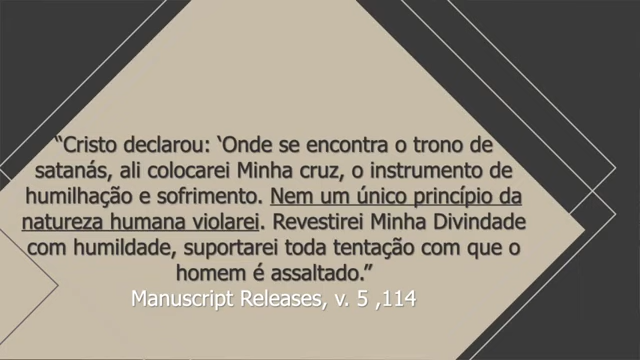 “Cristo declarou: ‘Onde se encontra o trono de
satanás, ali colocarei Minha cruz, o instrumento de
humilhação e sofrimento. Nem um único princípio da
natureza humana violarei. Revestirei Minha Divindade
com humildade, suportarei toda tentação com que o
homem é assaltado.”
Manuscript Releases, v. 5 ,114